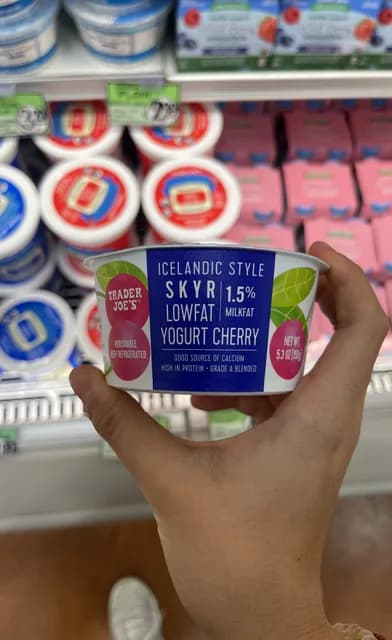 TRADER
JOE'S
PERISHABLE
KEEP REFRIGERATED
ICELANDIC STYLE
SKYR
LOWFAT
1.5%
MILKFAT
YOGURT CHERRY
GOOD SOURCE OF CALCIUM
HIGH IN PROTEIN • GRADE A BLENDED
NET WT
5.3 OZ (150g)